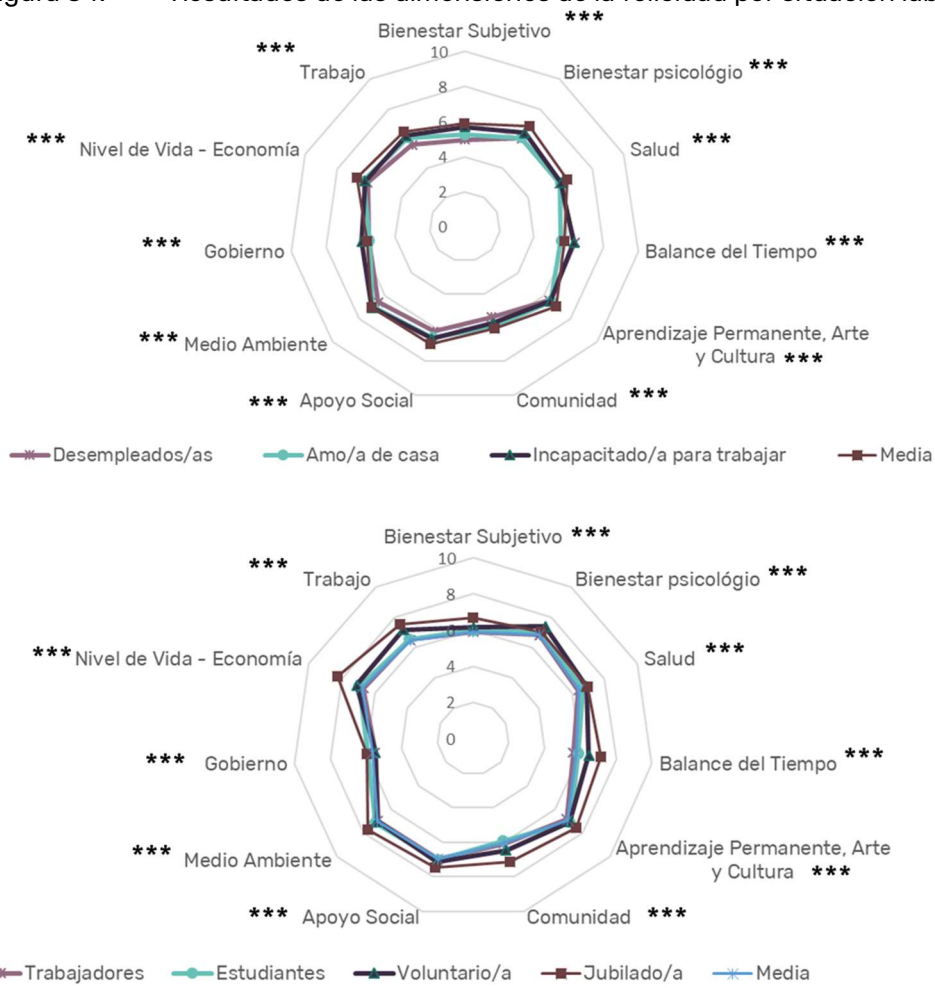 Bienestar Subjetivo ***
*** Trabajo
Bienestar psicológio ***
*** Nivel de Vida - Economía
Salud ***
*** Gobierno
Balance del Tiempo ***
*** Medio Ambiente
Aprendizaje Permanente, Arte
y Cultura ***
*** Apoyo Social
Comunidad ***
10
8
6
4
2
0
Desempleados/as Amo/a de casa Incapacitado/a para trabajar Media
Bienestar Subjetivo ***
*** Trabajo
Bienestar psicológio ***
*** Nivel de Vida - Economía
Salud ***
*** Gobierno
Balance del Tiempo ***
*** Medio Ambiente
Aprendizaje Permanente, Arte
y Cultura ***
*** Apoyo Social
Comunidad ***
10
8
6
4
2
0
Trabajadores Estudiantes Voluntario/a Jubilado/a Media